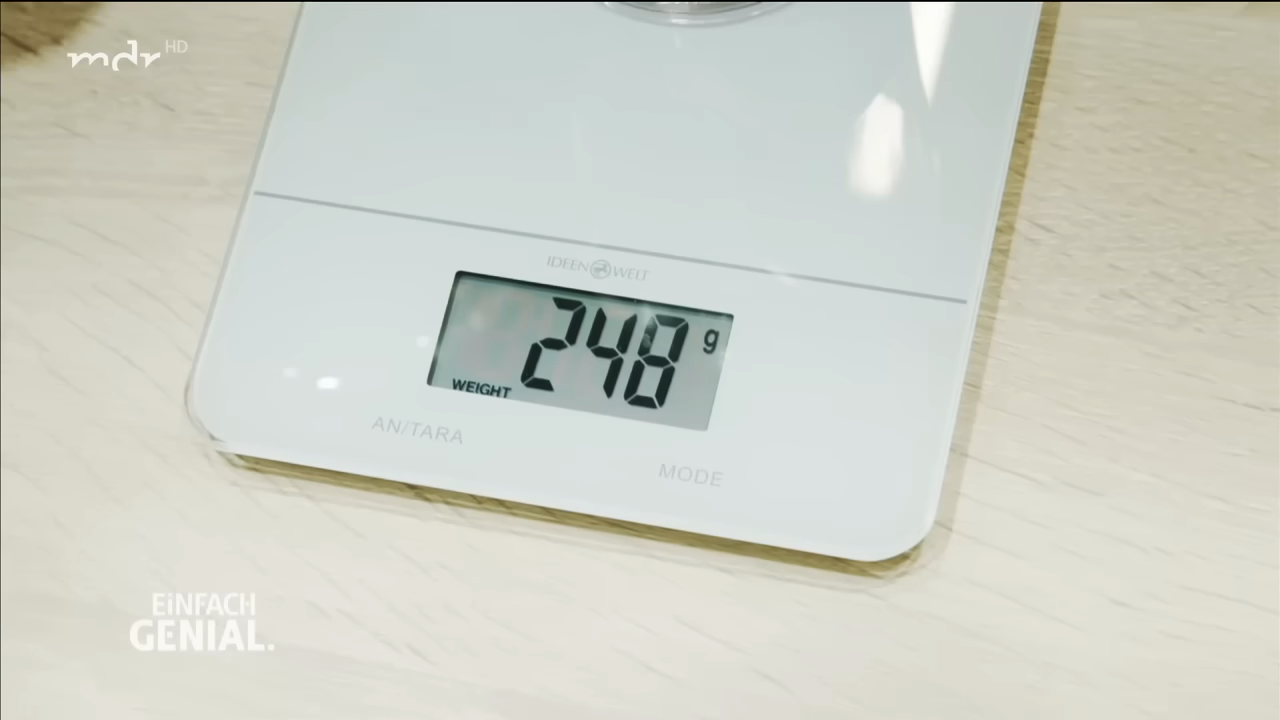 mdr HD
IDEEN WELT
248 g
WEIGHT
AN/TARA
MODE
EiNFACH
GENIAL.